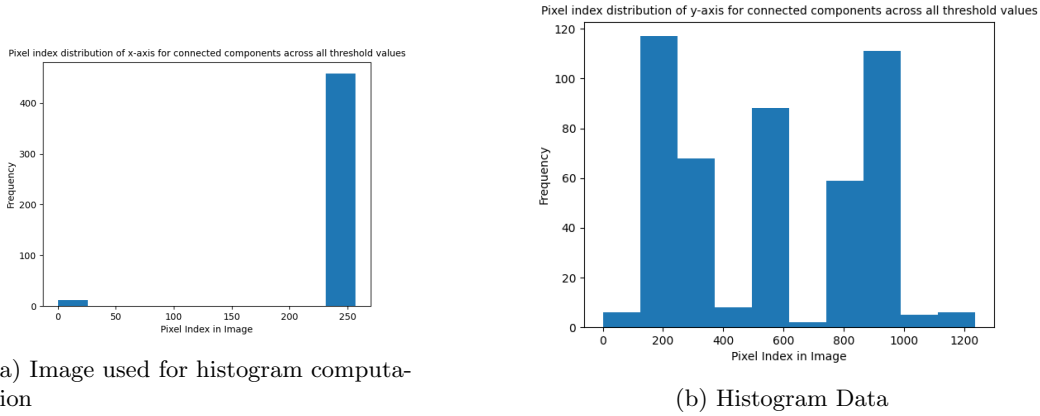 Pixel index distribution of x-axis for connected components across all threshold values
400
300
200
100
0
Frequency
0 50 100 150 200 250
Pixel Index in Image
a) Image used for histogram computa-
ion
Pixel index distribution of y-axis for connected components across all threshold values
120
100
80
60
40
20
0
Frequency
0 200 400 600 800 1000 1200
Pixel Index in Image
(b) Histogram Data